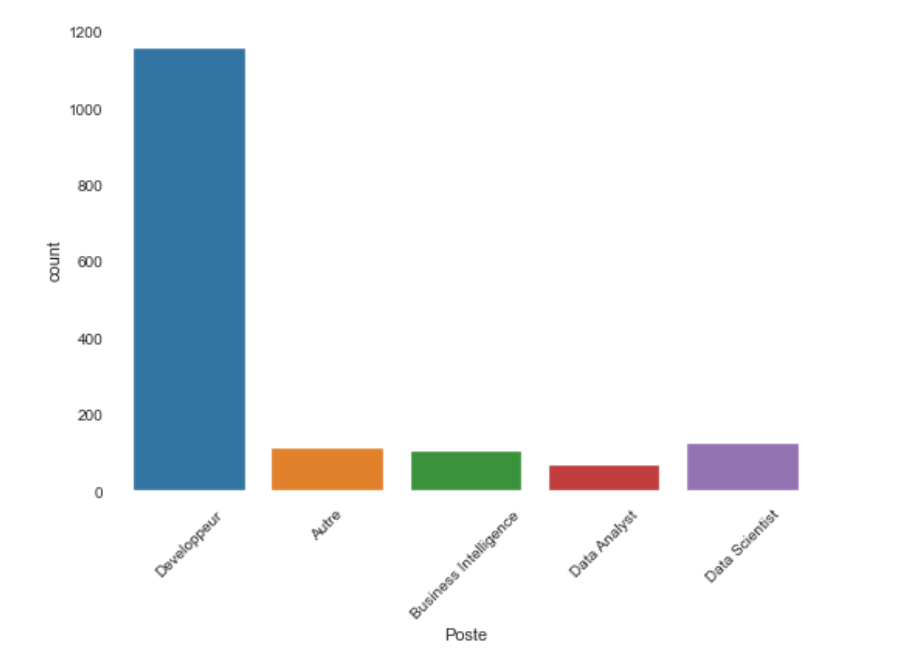 1200
1000
800
600
400
200
0
count
Developpeur
Autre
Business Intelligence
Data Analyst
Data Scientist
Poste